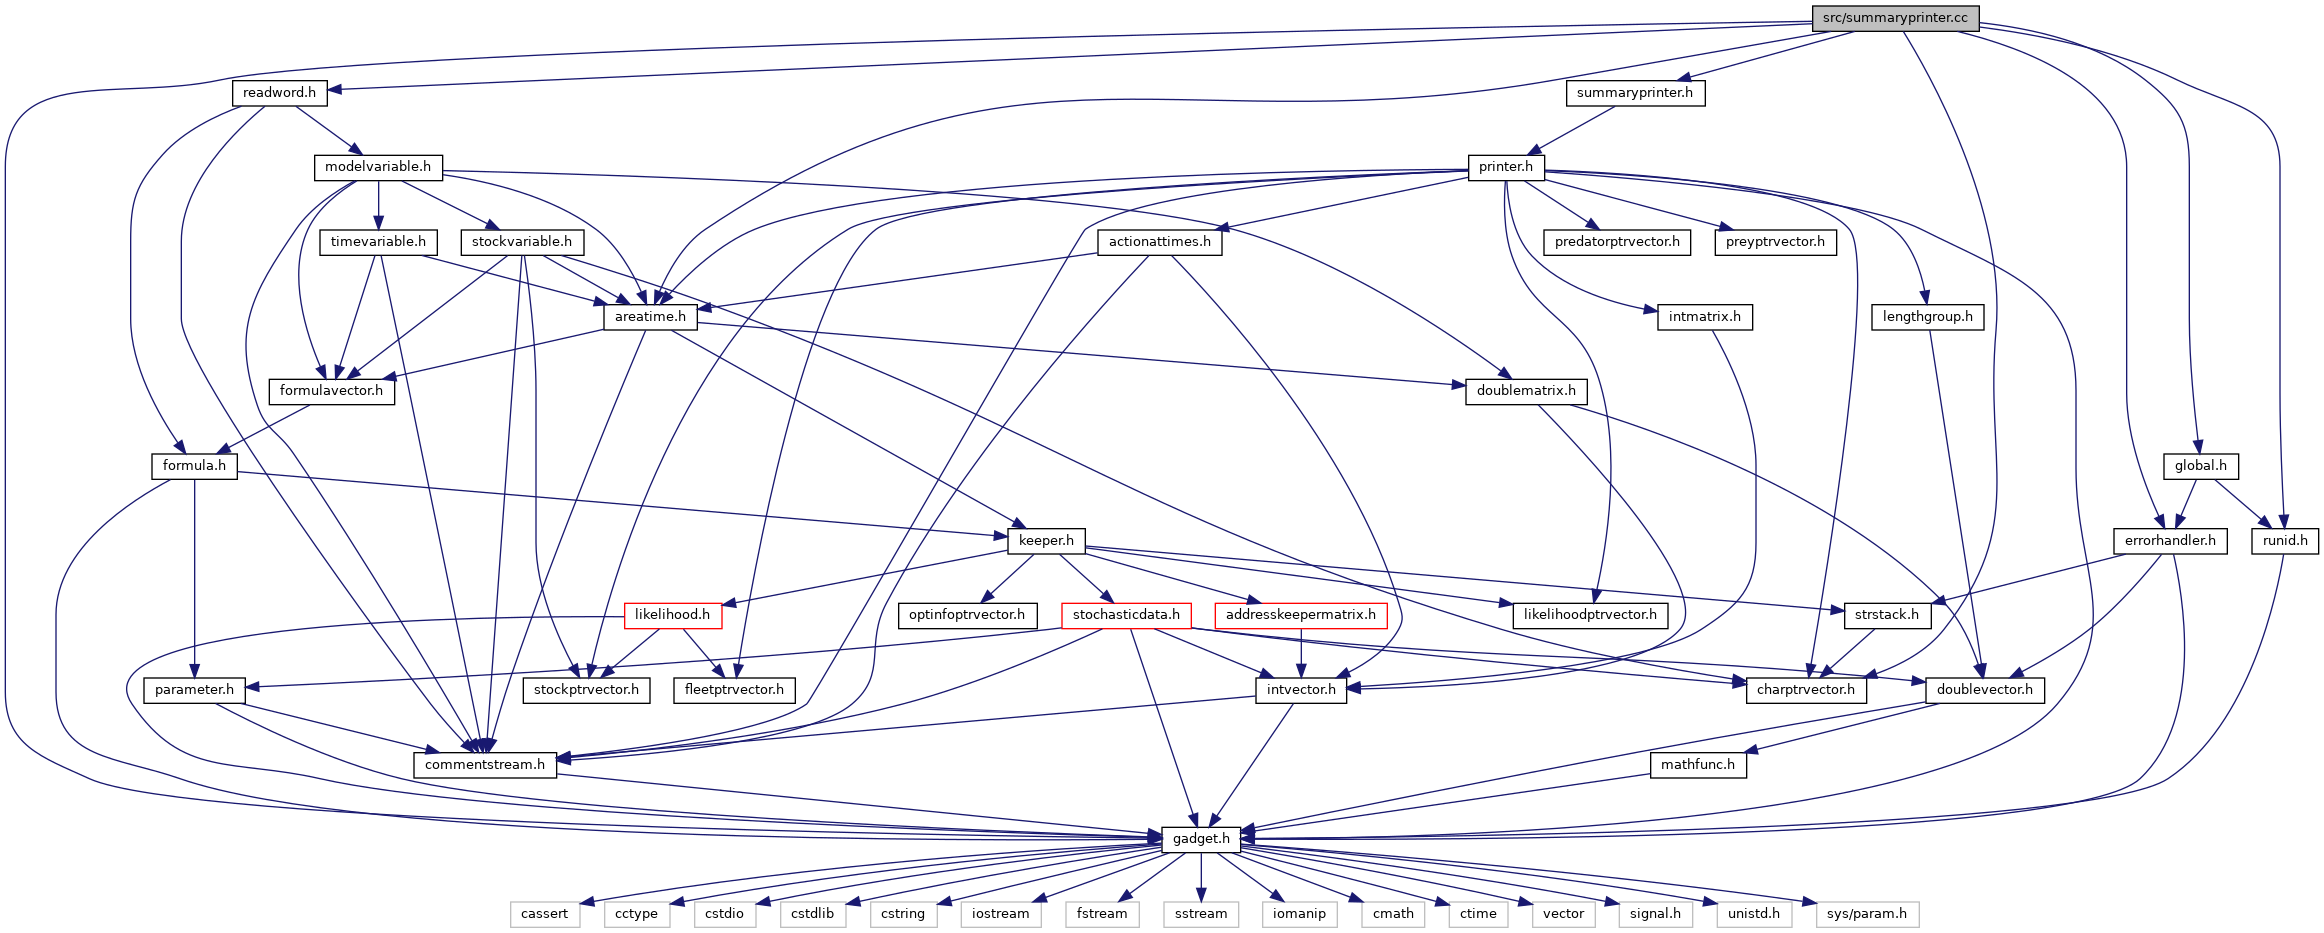 src/summaryprinter.cc
readword.h
summaryprinter.h
modelvariable.h
printer.h
timevariable.h
stockvariable.h
actionattimes.h
predatorptrvector.h
preyptrvector.h
areatime.h
intmatrix.h
lengthgroup.h
formulavector.h
doublematrix.h
formula.h
global.h
keeper.h
errorhandler.h
runid.h
likelihood.h
optinfoptrvector.h
stochasticdata.h
addresskeepermatrix.h
likelihoodptrvector.h
strstack.h
parameter.h
stockptrvector.h
fleetptrvector.h
intvector.h
charptrvector.h
doublevector.h
commentstream.h
mathfunc.h
gadget.h
cassert
cctype
cstdio
cstdlib
cstring
iostream
fstream
sstream
iomanip
cmath
ctime
vector
signal.h
unistd.h
sys/param.h